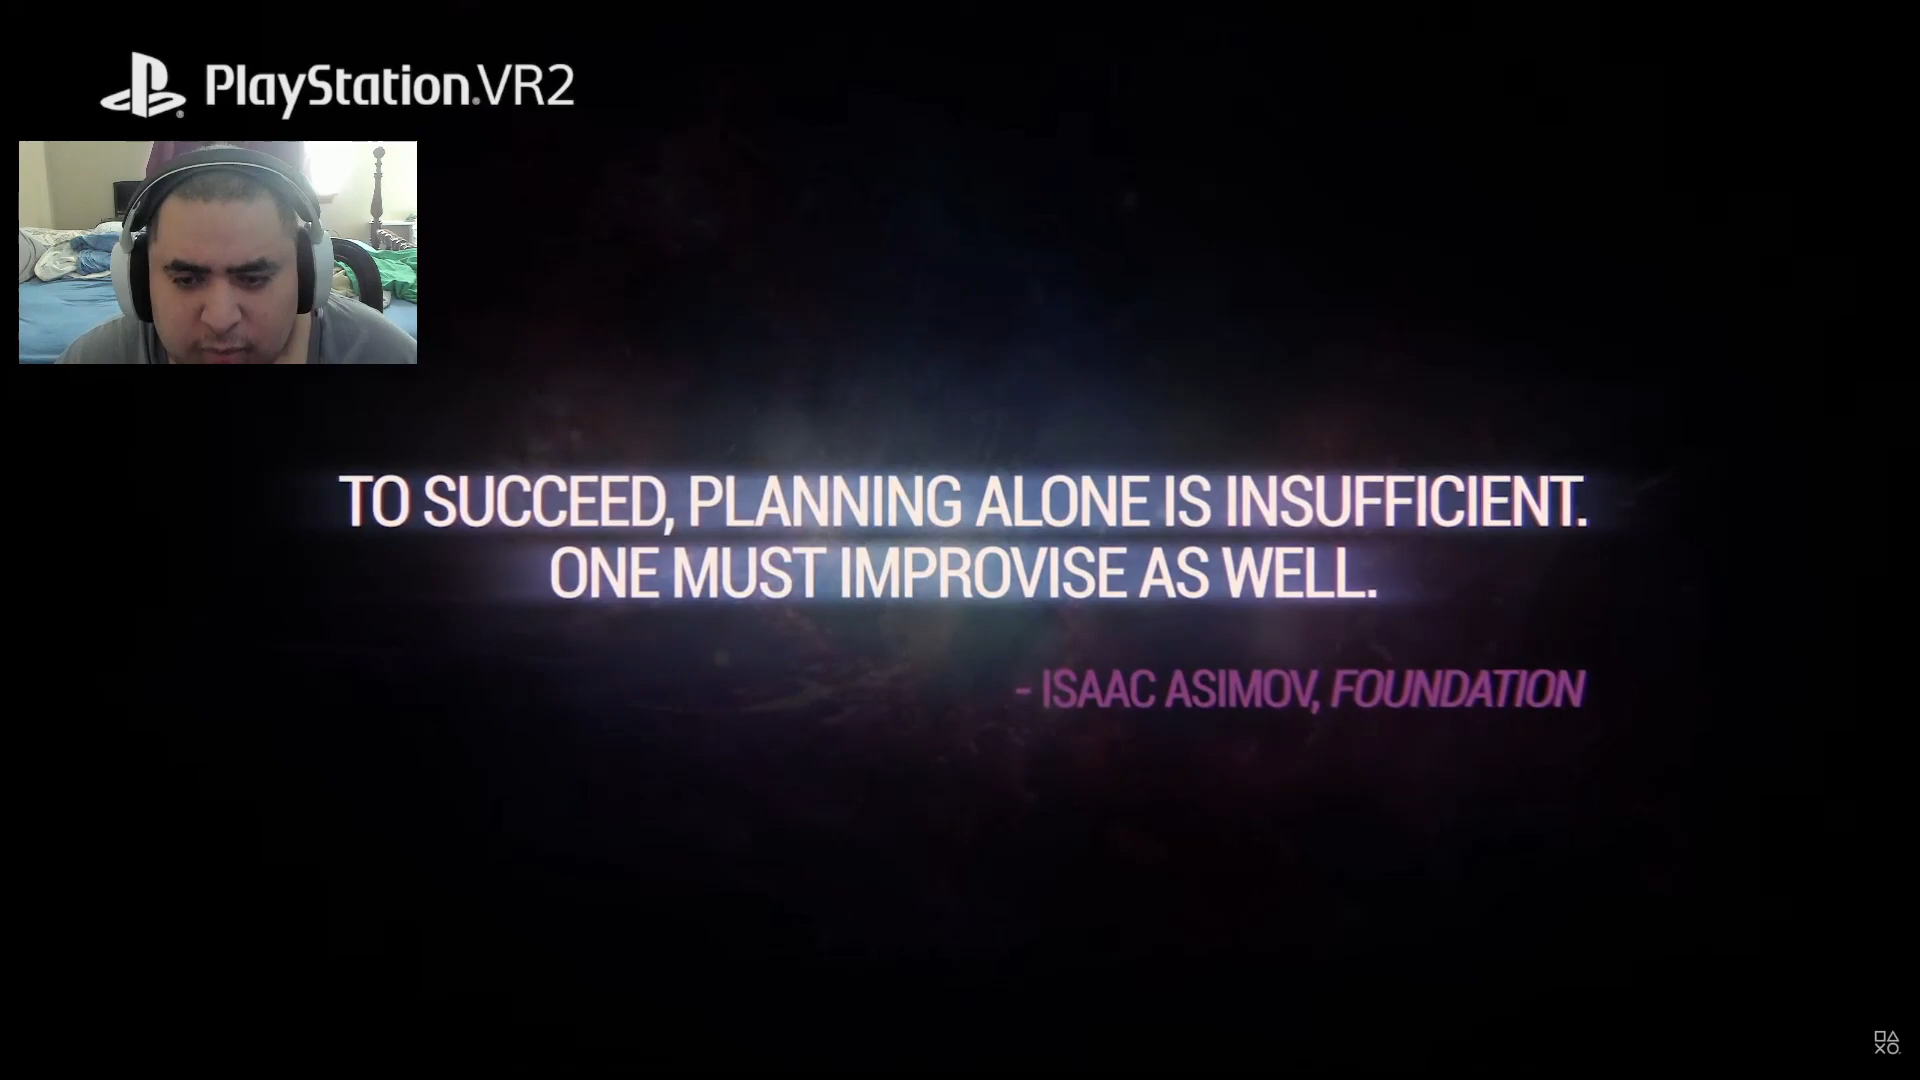 PlayStation.VR2
TO SUCCEED, PLANNING ALONE IS INSUFFICIENT.
ONE MUST IMPROVISE AS WELL.
- ISAAC ASIMOV, FOUNDATION